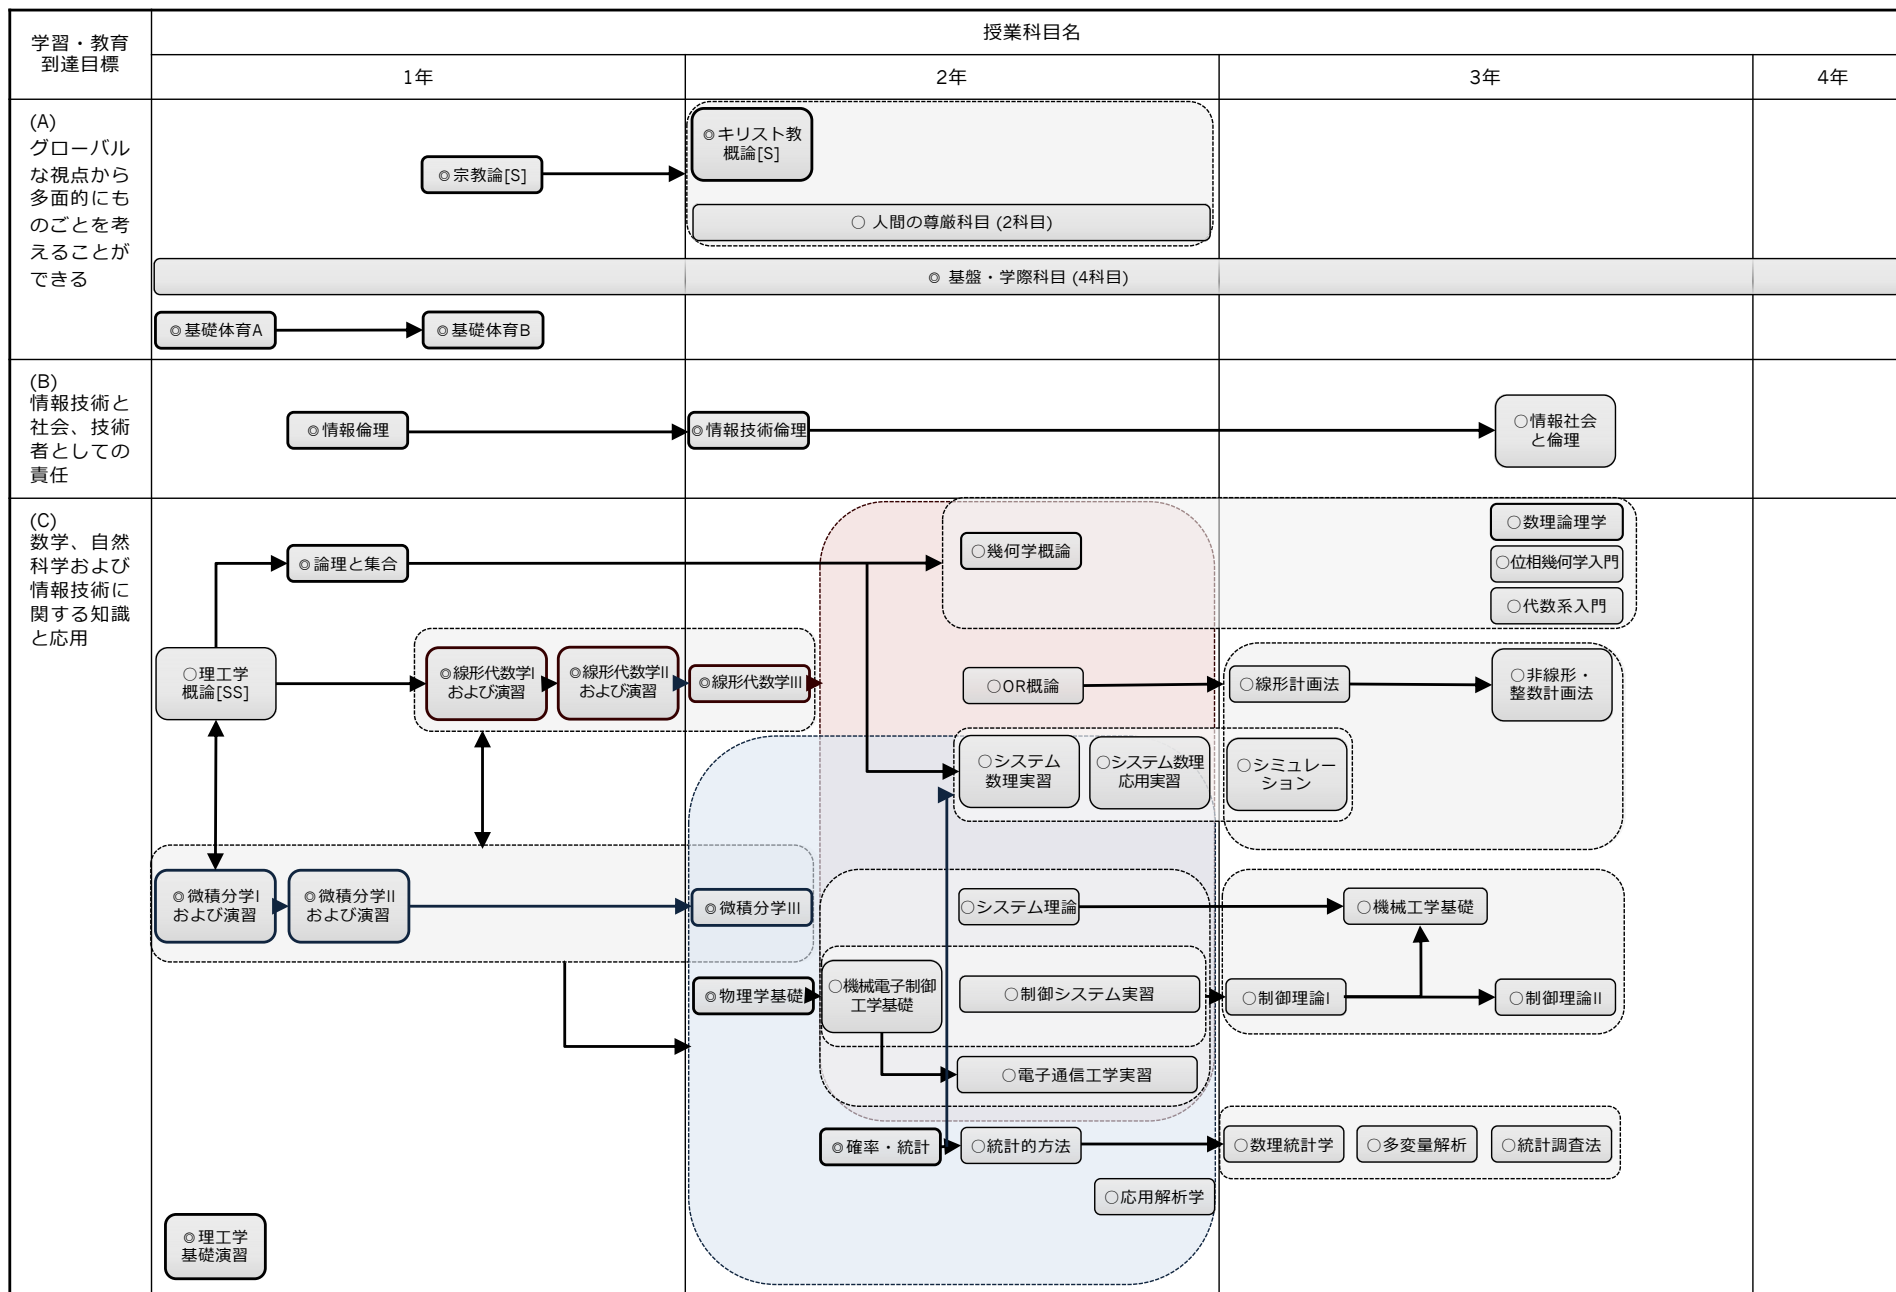 学習・教育
到達目標
授業科目名
1年
2年
3年
4年
(A)
グローバル
な視点から
多面的にも
のごとを考
えることが
できる
◎キリスト教
概論[S]
◎宗教論[S]
○ 人間の尊厳科目 (2科目)
◎ 基盤・学際科目 (4科目)
◎基礎体育A
◎基礎体育B
(B)
情報技術と
社会、技術
者としての
責任
◎情報倫理
◎情報技術倫理
○情報社会
と倫理
(C)
数学、自然
科学および
情報技術に
関する知識
と応用
◎論理と集合
○幾何学概論
○数理論理学
○位相幾何学入門
○代数系入門
○理工学
概論[SS]
◎線形代数学I
および演習
◎線形代数学II
および演習
◎線形代数学III
○OR概論
○線形計画法
○非線形・
整数計画法
○システム
数理実習
○システム数理
応用実習
○シミュレー
ション
◎微積分学I
および演習
◎微積分学II
および演習
◎微積分学III
○システム理論
○機械工学基礎
◎物理学基礎
○機械電子制御
工学基礎
○制御システム実習
○制御理論I
○制御理論II
○電子通信工学実習
◎確率・統計
○統計的方法
○数理統計学
○多変量解析
○統計調査法
○応用解析学
◎理工学
基礎演習